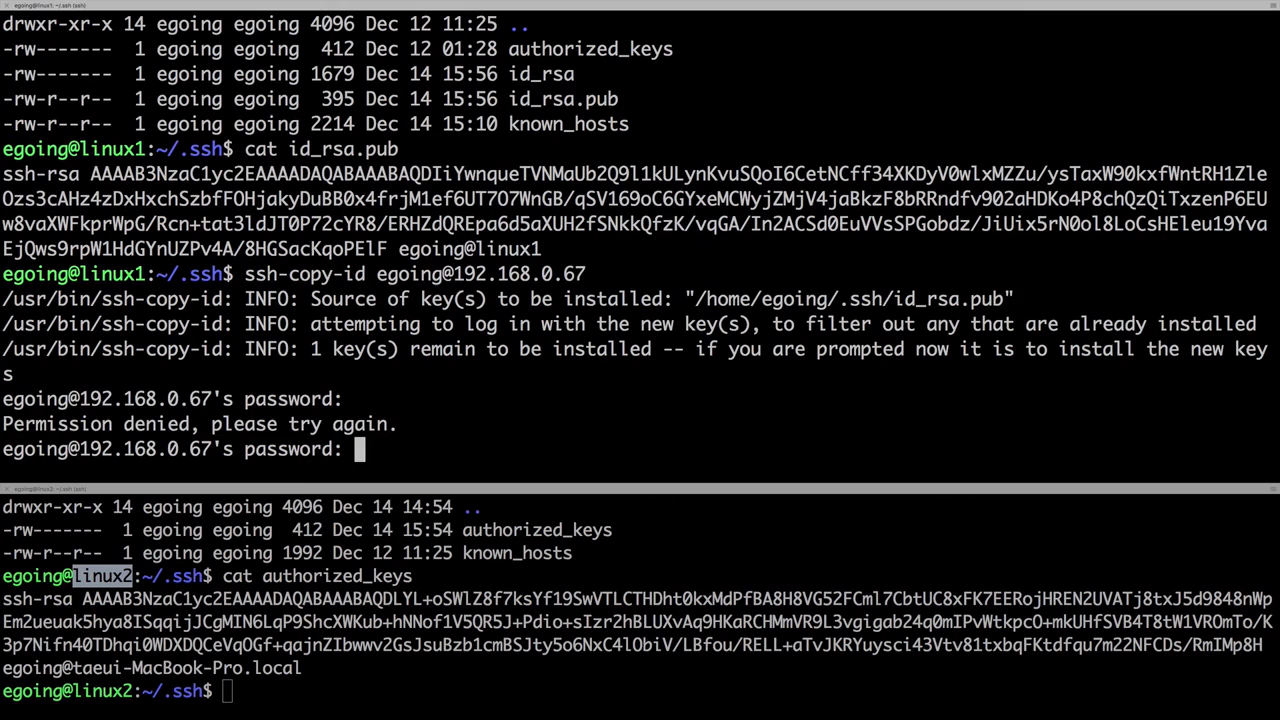 egoing@linux1: ~/.ssh (ssh)
drwxr-xr-x 14 egoing egoing 4096 Dec 12 11:25 ..
-rw-------  1 egoing egoing  412 Dec 12 01:28 authorized_keys
-rw-------  1 egoing egoing 1679 Dec 14 15:56 id_rsa
-rw-r--r--  1 egoing egoing  395 Dec 14 15:56 id_rsa.pub
-rw-r--r--  1 egoing egoing 2214 Dec 14 15:10 known_hosts
egoing@linux1:~/.ssh$ cat id_rsa.pub
ssh-rsa AAAAB3NzaC1yc2EAAAADAQABAAABAQDIiYwnqueTVNMaUb2Q9l1kULynKvuSQoI6CetNCff34XKDyV0wlxMZZu/ysTaxW90kxfWntRH1Zle
Ozs3cAHz4zDxHxchSzbfFOHjakyDuBB0x4frjM1ef6UT7O7WnGB/qSV169oC6GYxeMCWyjZMjV4jaBkzF8bRRndfv902aHDKo4P8chQzQiTxzenP6EU
w8vaXWFkprWpG/Rcn+tat3ldJT0P72cYR8/ERHZdQREpa6d5aXUH2fSNkkQfzK/vqGA/In2ACSd0EuVVsSPGobdz/JiUix5rN0ol8LoCsHEleu19Yva
EjQws9rpW1HdGYnUZPv4A/8HGSacKqoPElF egoing@linux1
egoing@linux1:~/.ssh$ ssh-copy-id egoing@192.168.0.67
/usr/bin/ssh-copy-id: INFO: Source of key(s) to be installed: "/home/egoing/.ssh/id_rsa.pub"
/usr/bin/ssh-copy-id: INFO: attempting to log in with the new key(s), to filter out any that are already installed
/usr/bin/ssh-copy-id: INFO: 1 key(s) remain to be installed -- if you are prompted now it is to install the new key
s
egoing@192.168.0.67's password:
Permission denied, please try again.
egoing@192.168.0.67's password:
egoing@linux2: ~/.ssh (ssh)
drwxr-xr-x 14 egoing egoing 4096 Dec 14 14:54 ..
-rw-------  1 egoing egoing  412 Dec 14 15:54 authorized_keys
-rw-r--r--  1 egoing egoing 1992 Dec 12 11:25 known_hosts
egoing@linux2:~/.ssh$ cat authorized_keys
ssh-rsa AAAAB3NzaC1yc2EAAAADAQABAAABAQDLYL+oSWlZ8f7ksYf19SwVTLCTHDht0kxMdPfBA8H8VG52FCml7CbtUC8xFK7EERojHREN2UVATj8txJ5d9848nWp
Em2ueuak5hya8ISqqijJCgMIN6LqP9ShcXWKub+hNNof1V5QR5J+Pdio+sIzr2hBLUXvAq9HKaRCHMmVR9L3vgigab24q0mIPvWtkpcO+mkUHfSVB4T8tW1VROmTo/K
3p7Nifn40TDhqi0WDXDQCeVqOGf+qajnZIbwwv2GsJsuBzb1cmBSJty5o6NxC4lObiV/LBfou/RELL+aTvJKRYuysci43Vtv81txbqFKtdfqu7m22NFCDs/RmIMp8H
egoing@taeui-MacBook-Pro.local
egoing@linux2:~/.ssh$